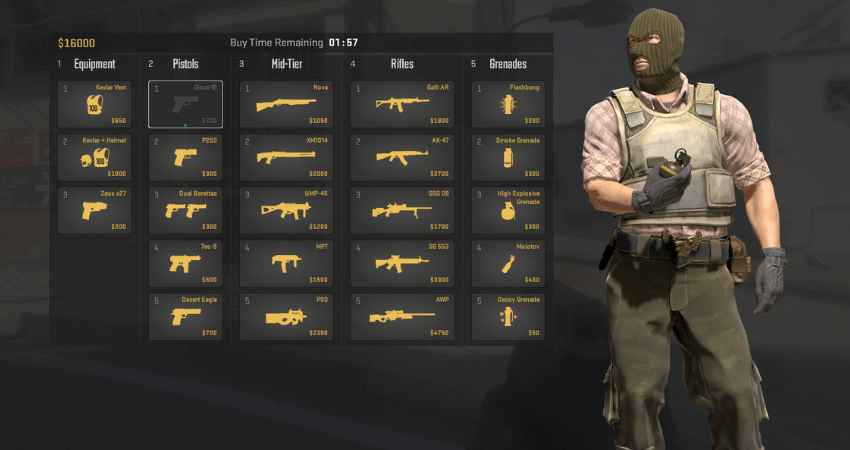 $16000
Buy Time Remaining 01:57
1 Equipment
2 Pistols
3 Mid-Tier
4 Rifles
5 Grenades
1 Kevlar Vest
100
$650
2 Kevlar + Helmet
100
$1000
3 Zeus x27
$200
1 Glock-18
$200
2 P250
$300
3 Dual Berettas
$300
4 Tec-9
$500
5 Desert Eagle
$700
1 Nova
$1050
2 XM1014
$2000
3 UMP-45
$1200
4 MP7
$1500
5 P90
$2350
1 Galil AR
$1800
2 AK-47
$2700
3 SSG 08
$1700
4 SG 553
$3000
5 AWP
$4750
1 Flashbang
$200
2 Smoke Grenade
$300
3 High Explosive
Grenade
$300
4 Molotov
$400
5 Decoy Grenade
$50